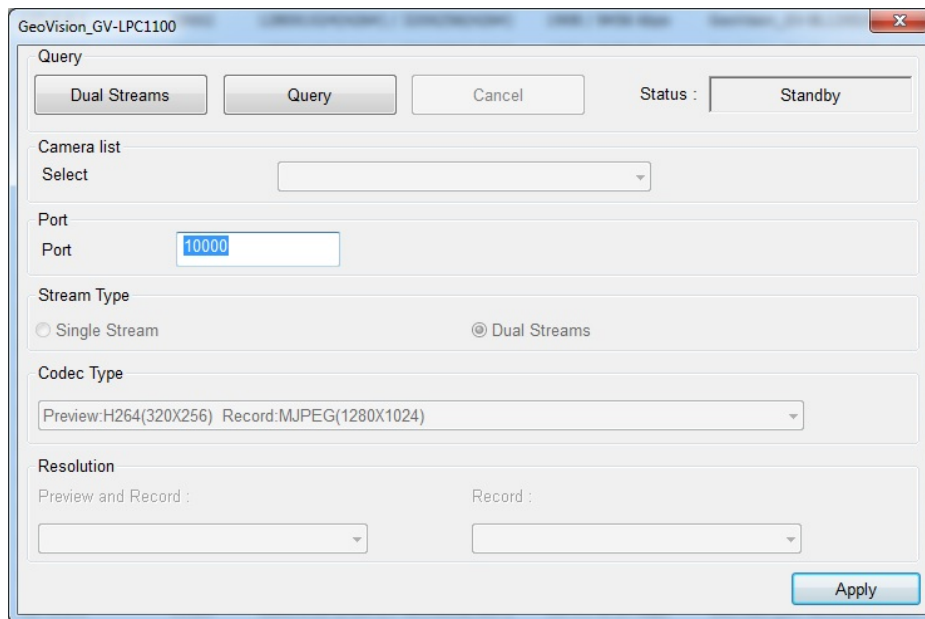 GeoVision_GV-LPC1100
Query
Dual Streams Query Cancel Status : Standby
Camera list
Select
Port
Port 10000
Stream Type
Single Stream Dual Streams
Codec Type
Preview:H264(320X256) Record:MJPEG(1280X1024)
Resolution
Preview and Record : Record :
Apply